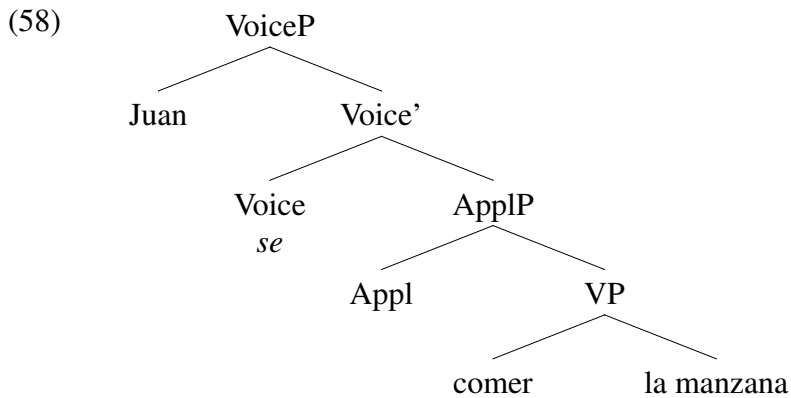 (58) VoiceP
Juan Voice’
Voice ApplP
se
Appl VP
comer la manzana